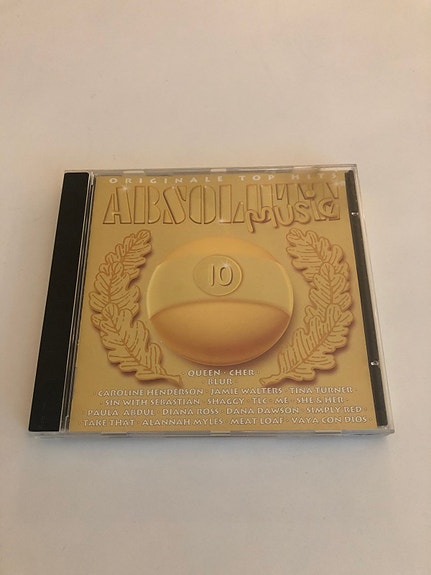 ORIGINALE TOP HITS
ABSOLUTE
MUSIC
10
QUEEN · CHER
BLUR
CAROLINE HENDERSON · JAMIE WALTERS · TINA TURNER
SIN WITH SEBASTIAN · SHAGGY · TLC · ME · SHE & HER
PAULA ABDUL · DIANA ROSS · DANA DAWSON · SIMPLY RED
TAKE THAT · ALANNAH MYLES · MEAT LOAF · VAYA CON DIOS